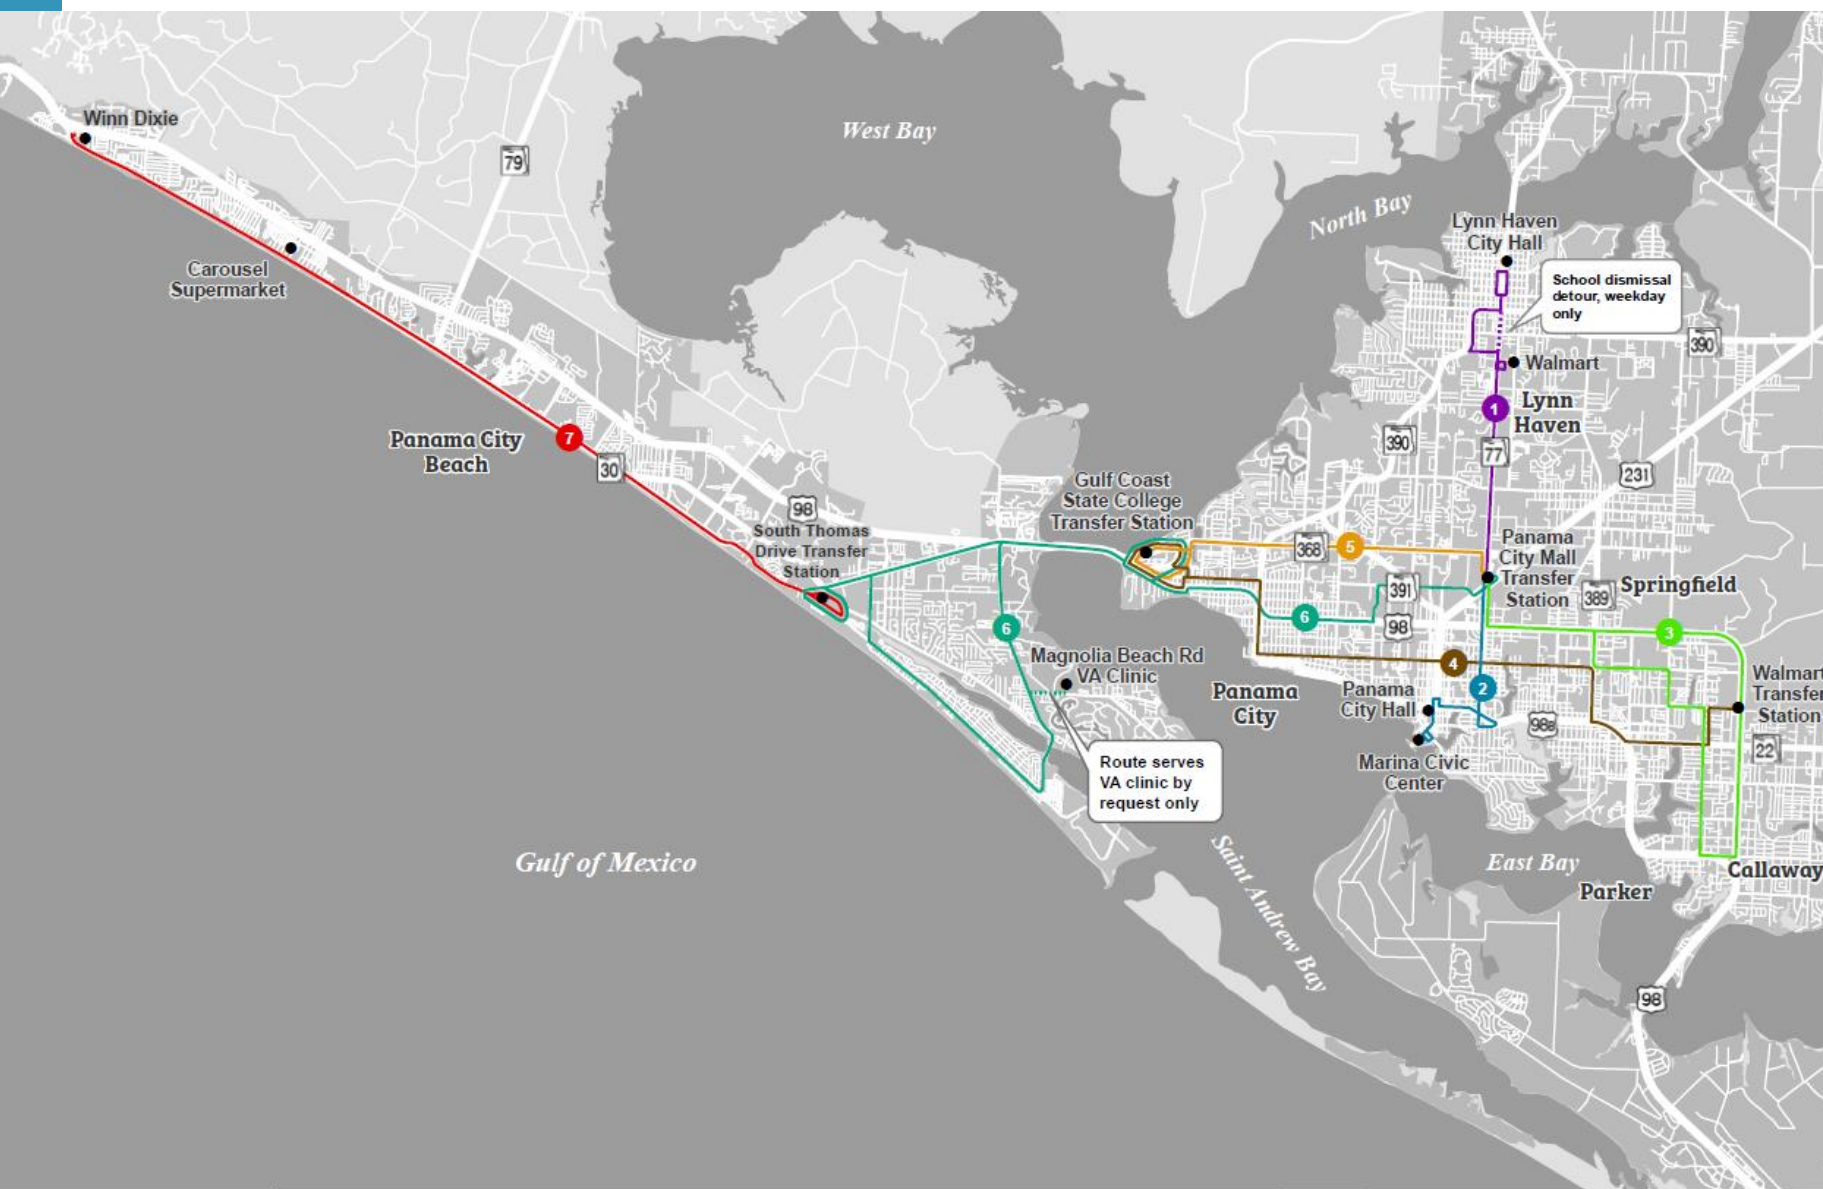 Winn Dixie
79
West Bay
North Bay
Lynn Haven
City Hall
School dismissal
detour, weekday
only
Carousel
Supermarket
390
Walmart
1
Lynn
Haven
Panama City
Beach
7
30
390
77
231
98
Gulf Coast
State College
Transfer Station
South Thomas
Drive Transfer
Station
368
5
Panama
City Mall
Transfer
Station
391
389
Springfield
6
6
98
3
Magnolia Beach Rd
VA Clinic
4
Walmart
Transfer
Station
Panama
City
Panama
City Hall
2
98B
22
Marina Civic
Center
Route serves
VA clinic by
request only
Gulf of Mexico
Saint Andrew Bay
East Bay
Parker
Callaway
98